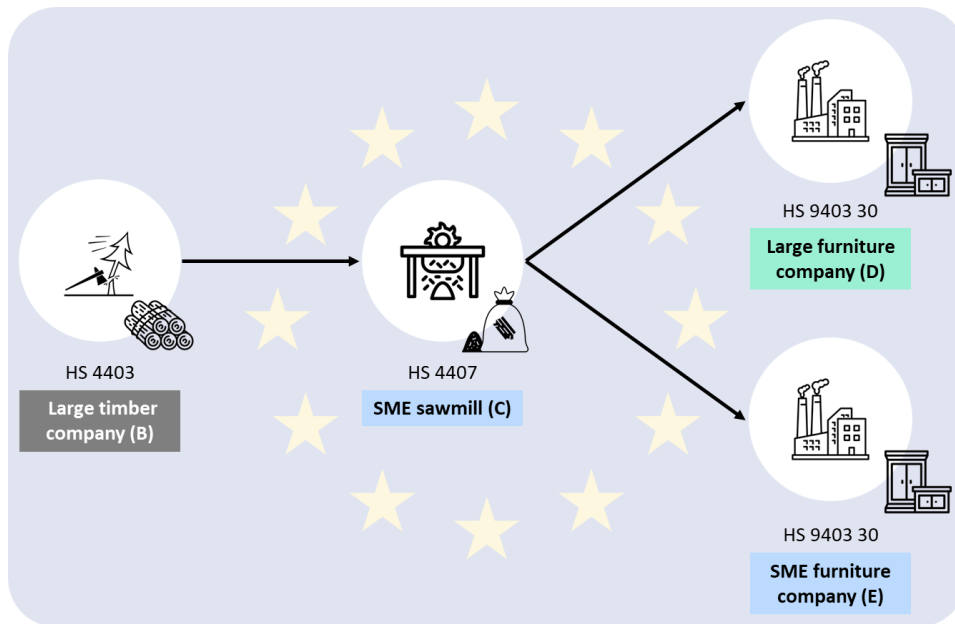 HS 4403
Large timber
company (B)
HS 4407
SME sawmill (C)
HS 9403 30
Large furniture
company (D)
HS 9403 30
SME furniture
company (E)